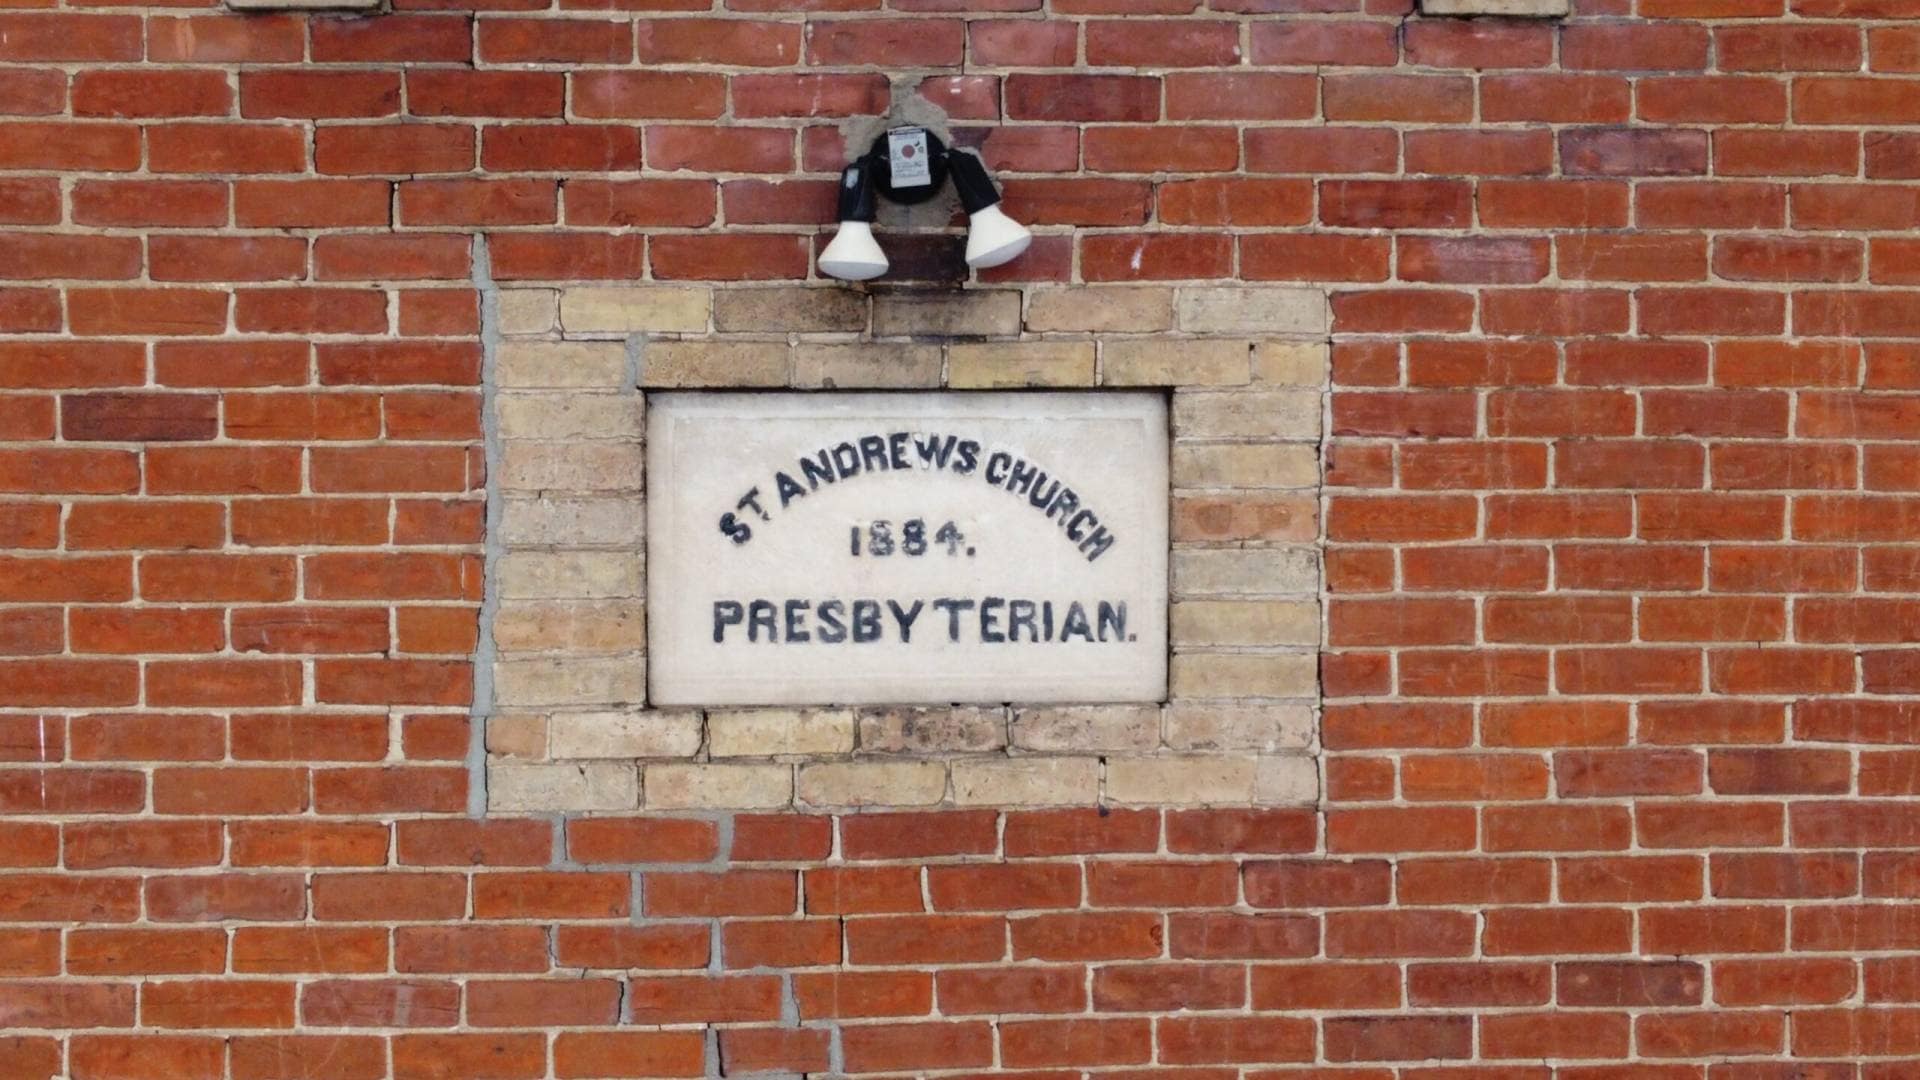 ST ANDREWS CHURCH
1884.
PRESBYTERIAN.